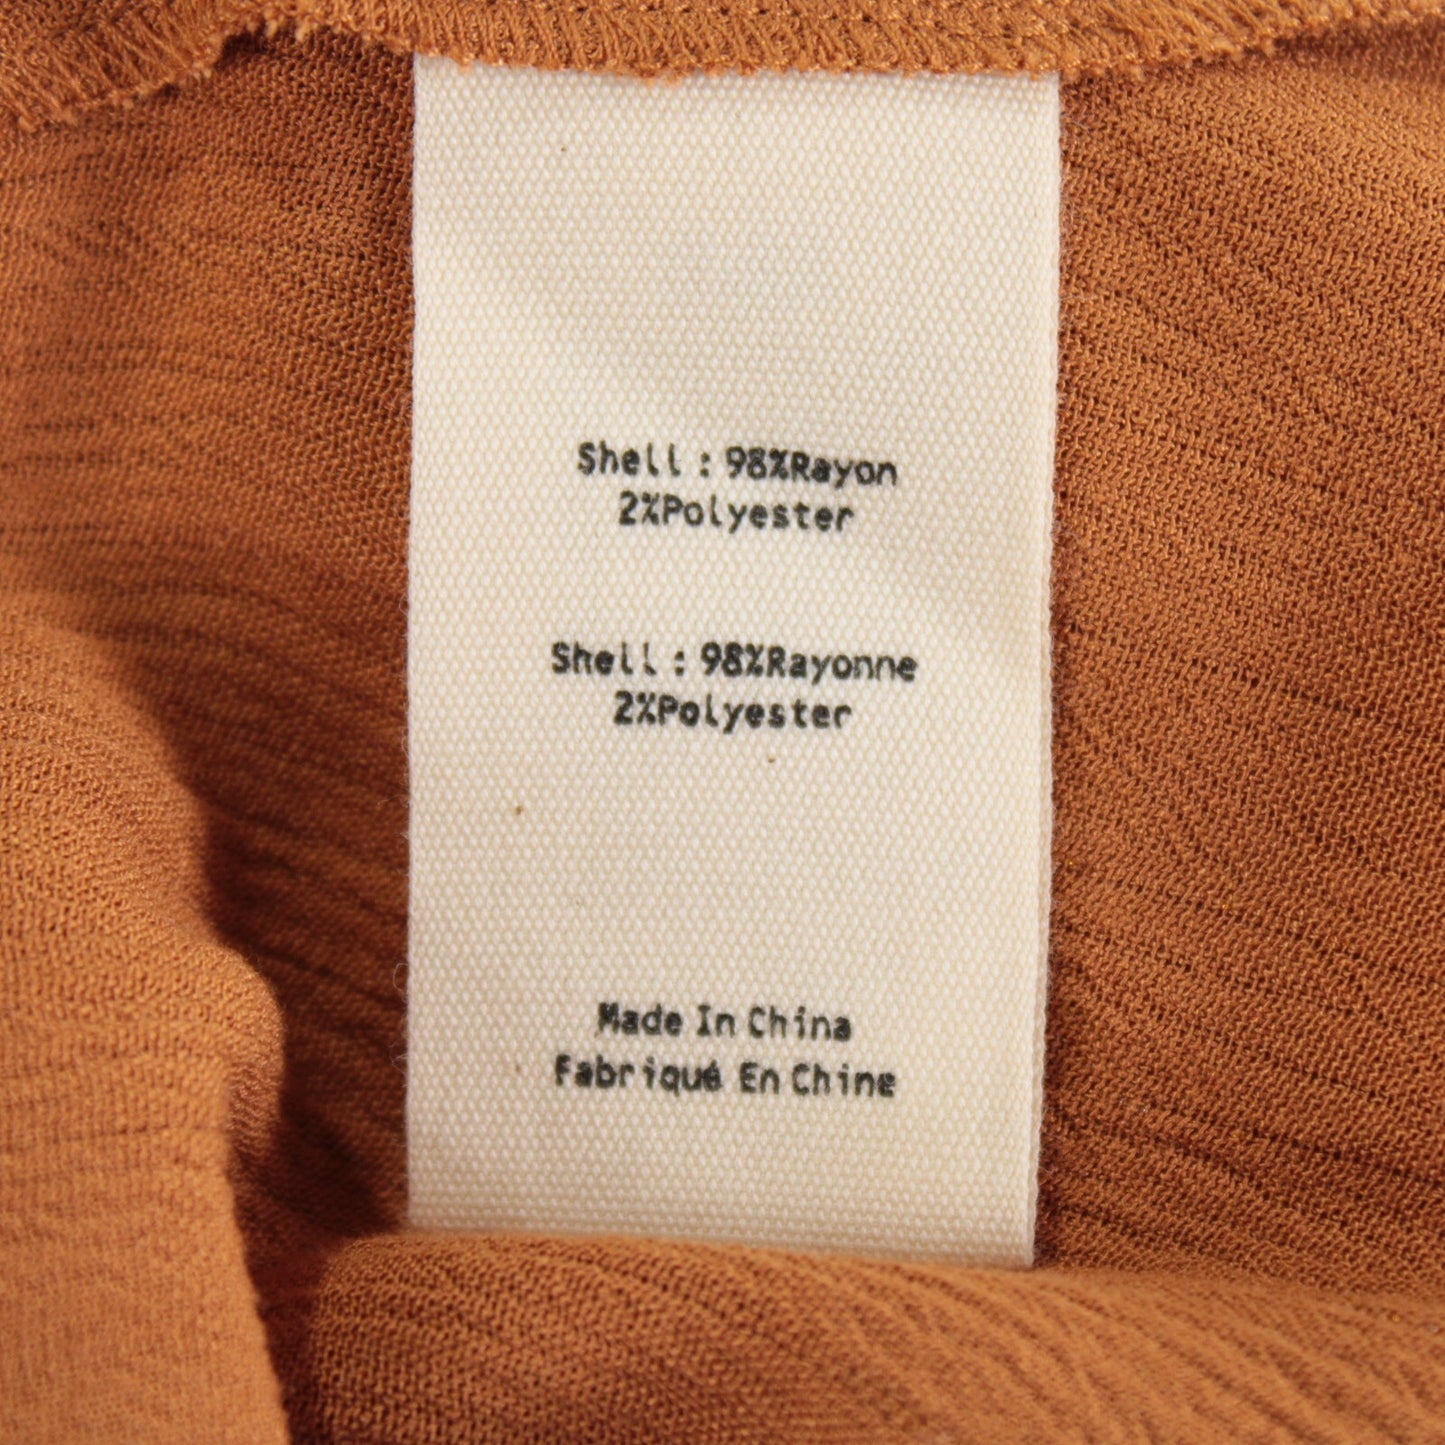 Shell : 98%Rayon
2%Polyester
Shell : 98%Rayonne
2%Polyester
Made In China
Fabriqué En Chine